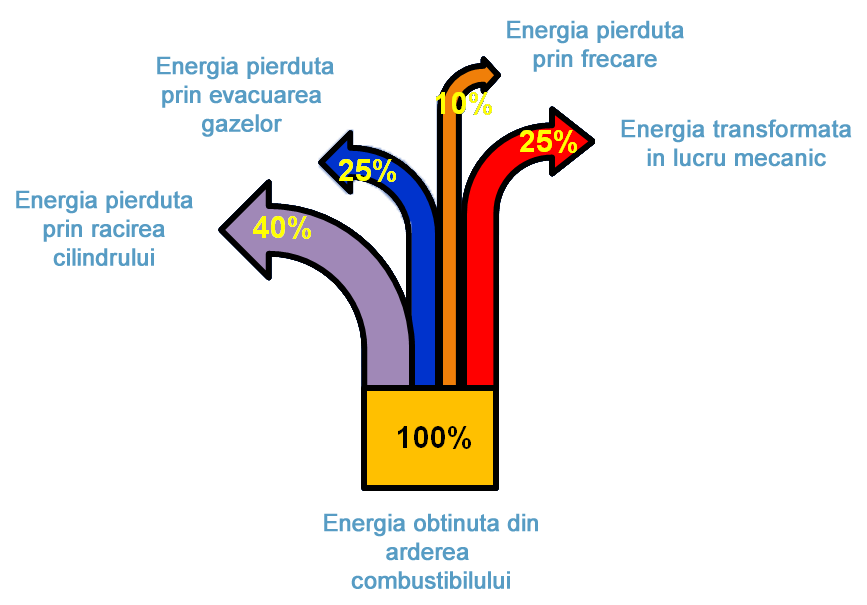 Energia pierduta
prin frecare
Energia pierduta
prin evacuarea
gazelor
10%
25%
Energia transformata
in lucru mecanic
25%
Energia pierduta
prin racirea
cilindrului
40%
100%
Energia obtinuta din
arderea
combustibilului